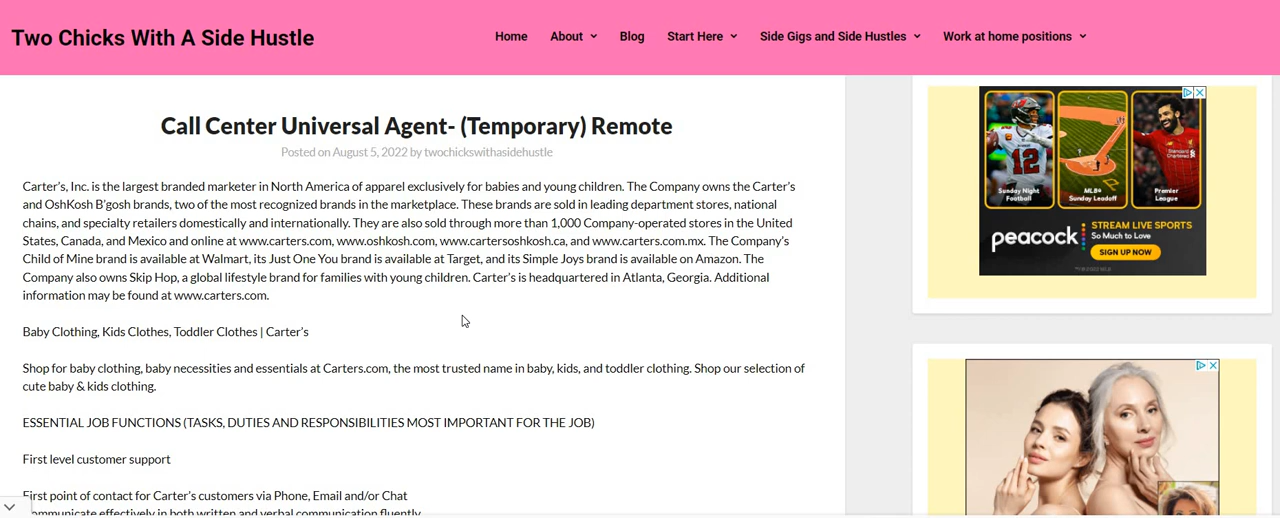 Two Chicks With A Side Hustle
Home
About
Blog
Start Here
Side Gigs and Side Hustles
Work at home positions
Call Center Universal Agent- (Temporary) Remote
Posted on August 5, 2022 by twochickswithasidehustle
Carter's, Inc. is the largest branded marketer in North America of apparel exclusively for babies and young children. The Company owns the Carter's
and OshKosh B'gosh brands, two of the most recognized brands in the marketplace. These brands are sold in leading department stores, national
chains, and specialty retailers domestically and internationally. They are also sold through more than 1,000 Company-operated stores in the United
States, Canada, and Mexico and online at www.carters.com, www.oshkosh.com, www.cartersoshkosh.ca, and www.carters.com.mx. The Company's
Child of Mine brand is available at Walmart, its Just One You brand is available at Target, and its Simple Joys brand is available on Amazon. The
Company also owns Skip Hop, a global lifestyle brand for families with young children. Carter's is headquartered in Atlanta, Georgia. Additional
information may be found at www.carters.com.
Baby Clothing, Kids Clothes, Toddler Clothes | Carter's
Shop for baby clothing, baby necessities and essentials at Carters.com, the most trusted name in baby, kids, and toddler clothing. Shop our selection of
cute baby & kids clothing.
ESSENTIAL JOB FUNCTIONS (TASKS, DUTIES AND RESPONSIBILITIES MOST IMPORTANT FOR THE JOB)
First level customer support
First point of contact for Carter's customers via Phone, Email and/or Chat
communicate effectively in both written and verbal communication fluently
12
Sunday Night
Football
MLB
Sunday Leadoff
Premier
League
peacock
STREAM LIVE SPORTS
So Much to Love
SIGN UP NOW